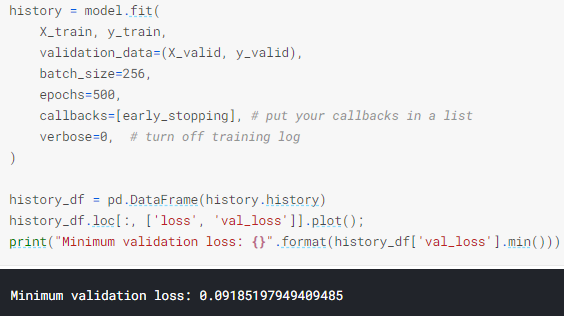 history = model.fit(
    X_train, y_train,
    validation_data=(X_valid, y_valid),
    batch_size=256,
    epochs=500,
    callbacks=[early_stopping], # put your callbacks in a list
    verbose=0,  # turn off training log
)
history_df = pd.DataFrame(history.history)
history_df.loc[:, ['loss', 'val_loss']].plot();
print("Minimum validation loss: {}".format(history_df['val_loss'].min()))
Minimum validation loss: 0.09185197949409485